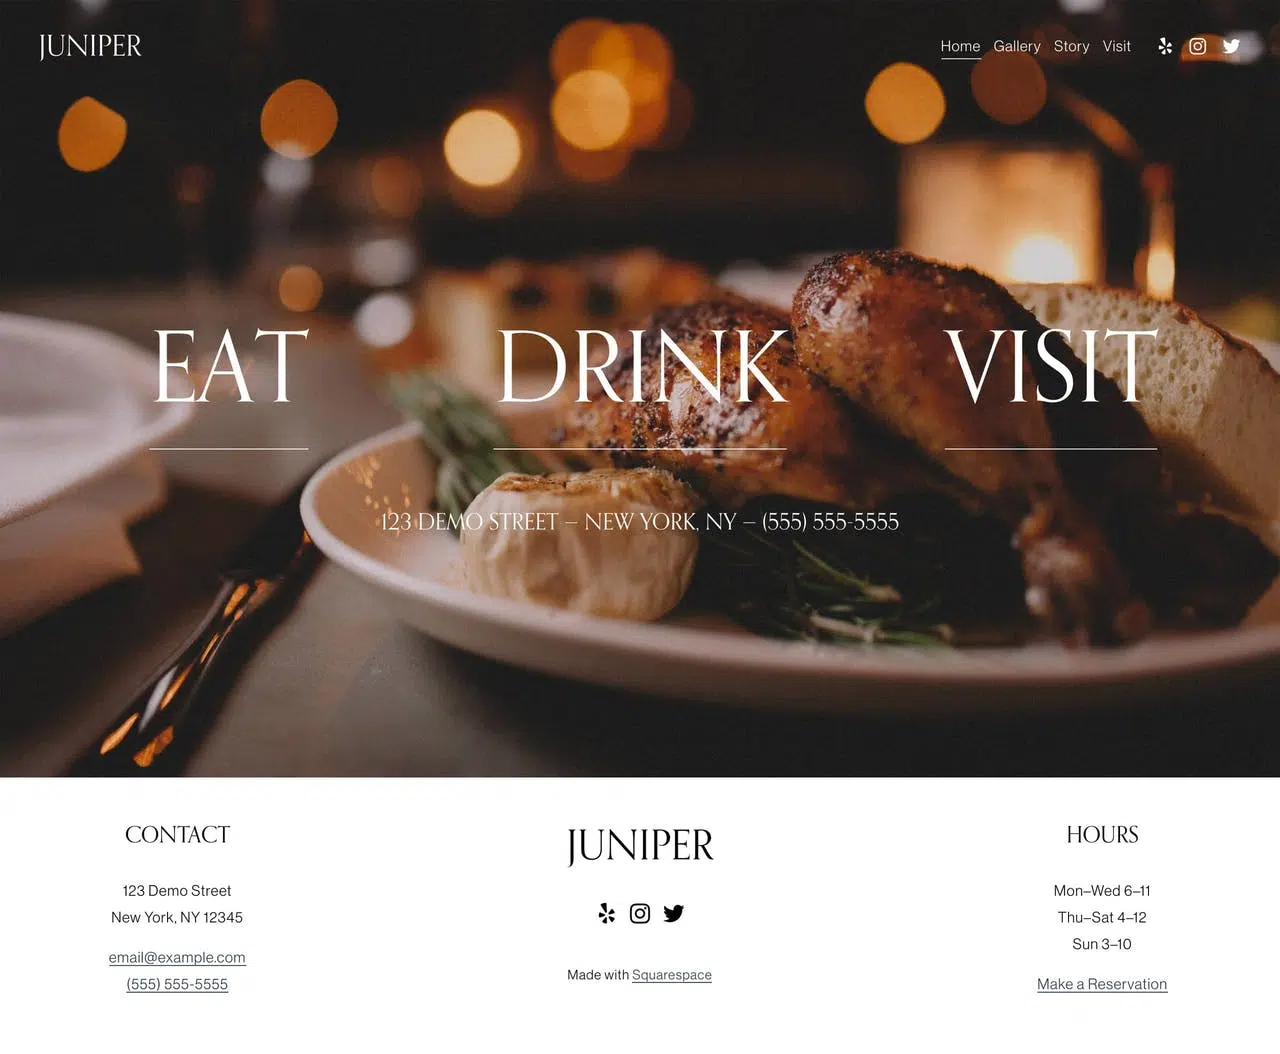 JUNIPER
Home Gallery Story Visit
EAT DRINK VISIT
123 DEMO STREET – NEW YORK, NY – (555) 555-5555
CONTACT
123 Demo Street
New York, NY 12345
email@example.com
(555) 555-5555
JUNIPER
Made with Squarespace
HOURS
Mon–Wed 6–11
Thu–Sat 4–12
Sun 3–10
Make a Reservation